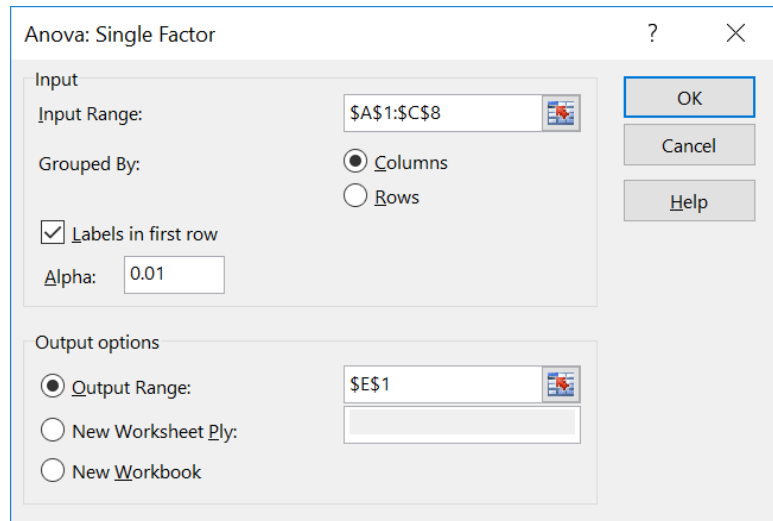 Anova: Single Factor ?
Input
Input Range: $A$1:$C$8
Grouped By: Columns
Rows
Labels in first row
Alpha: 0.01
OK
Cancel
Help
Output options
Output Range: $E$1
New Worksheet Ply:
New Workbook